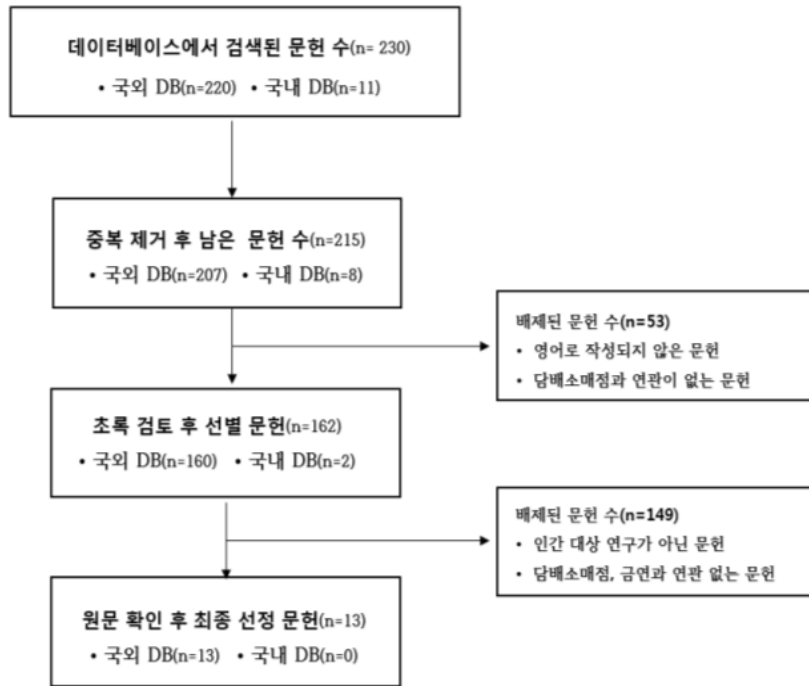 데이터베이스에서 검색된 문헌 수(n= 230)
• 국외 DB(n=220) • 국내 DB(n=11)
중복 제거 후 남은 문헌 수(n=215)
• 국외 DB(n=207) • 국내 DB(n=8)
배제된 문헌 수(n=53)
• 영어로 작성되지 않은 문헌
• 담배소매점과 연관이 없는 문헌
초록 검토 후 선별 문헌(n=162)
• 국외 DB(n=160) • 국내 DB(n=2)
배제된 문헌 수(n=149)
• 인간 대상 연구가 아닌 문헌
• 담배소매점, 금연과 연관 없는 문헌
원문 확인 후 최종 선정 문헌(n=13)
• 국외 DB(n=13) • 국내 DB(n=0)